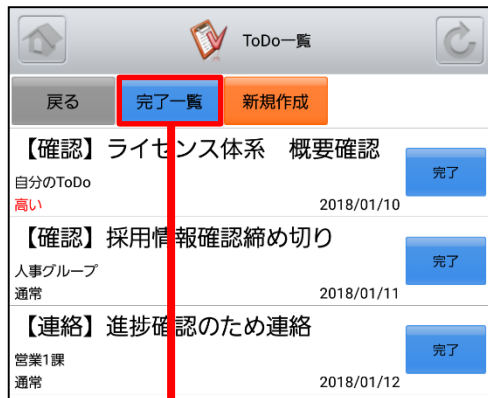 ToDo一覧
戻る 完了一覧 新規作成
【確認】ライセンス体系　概要確認
自分のToDo
完了
高い 2018/01/10
【確認】採用情報確認締め切り
人事グループ
完了
通常 2018/01/11
【連絡】進捗確認のため連絡
営業1課
完了
通常 2018/01/12